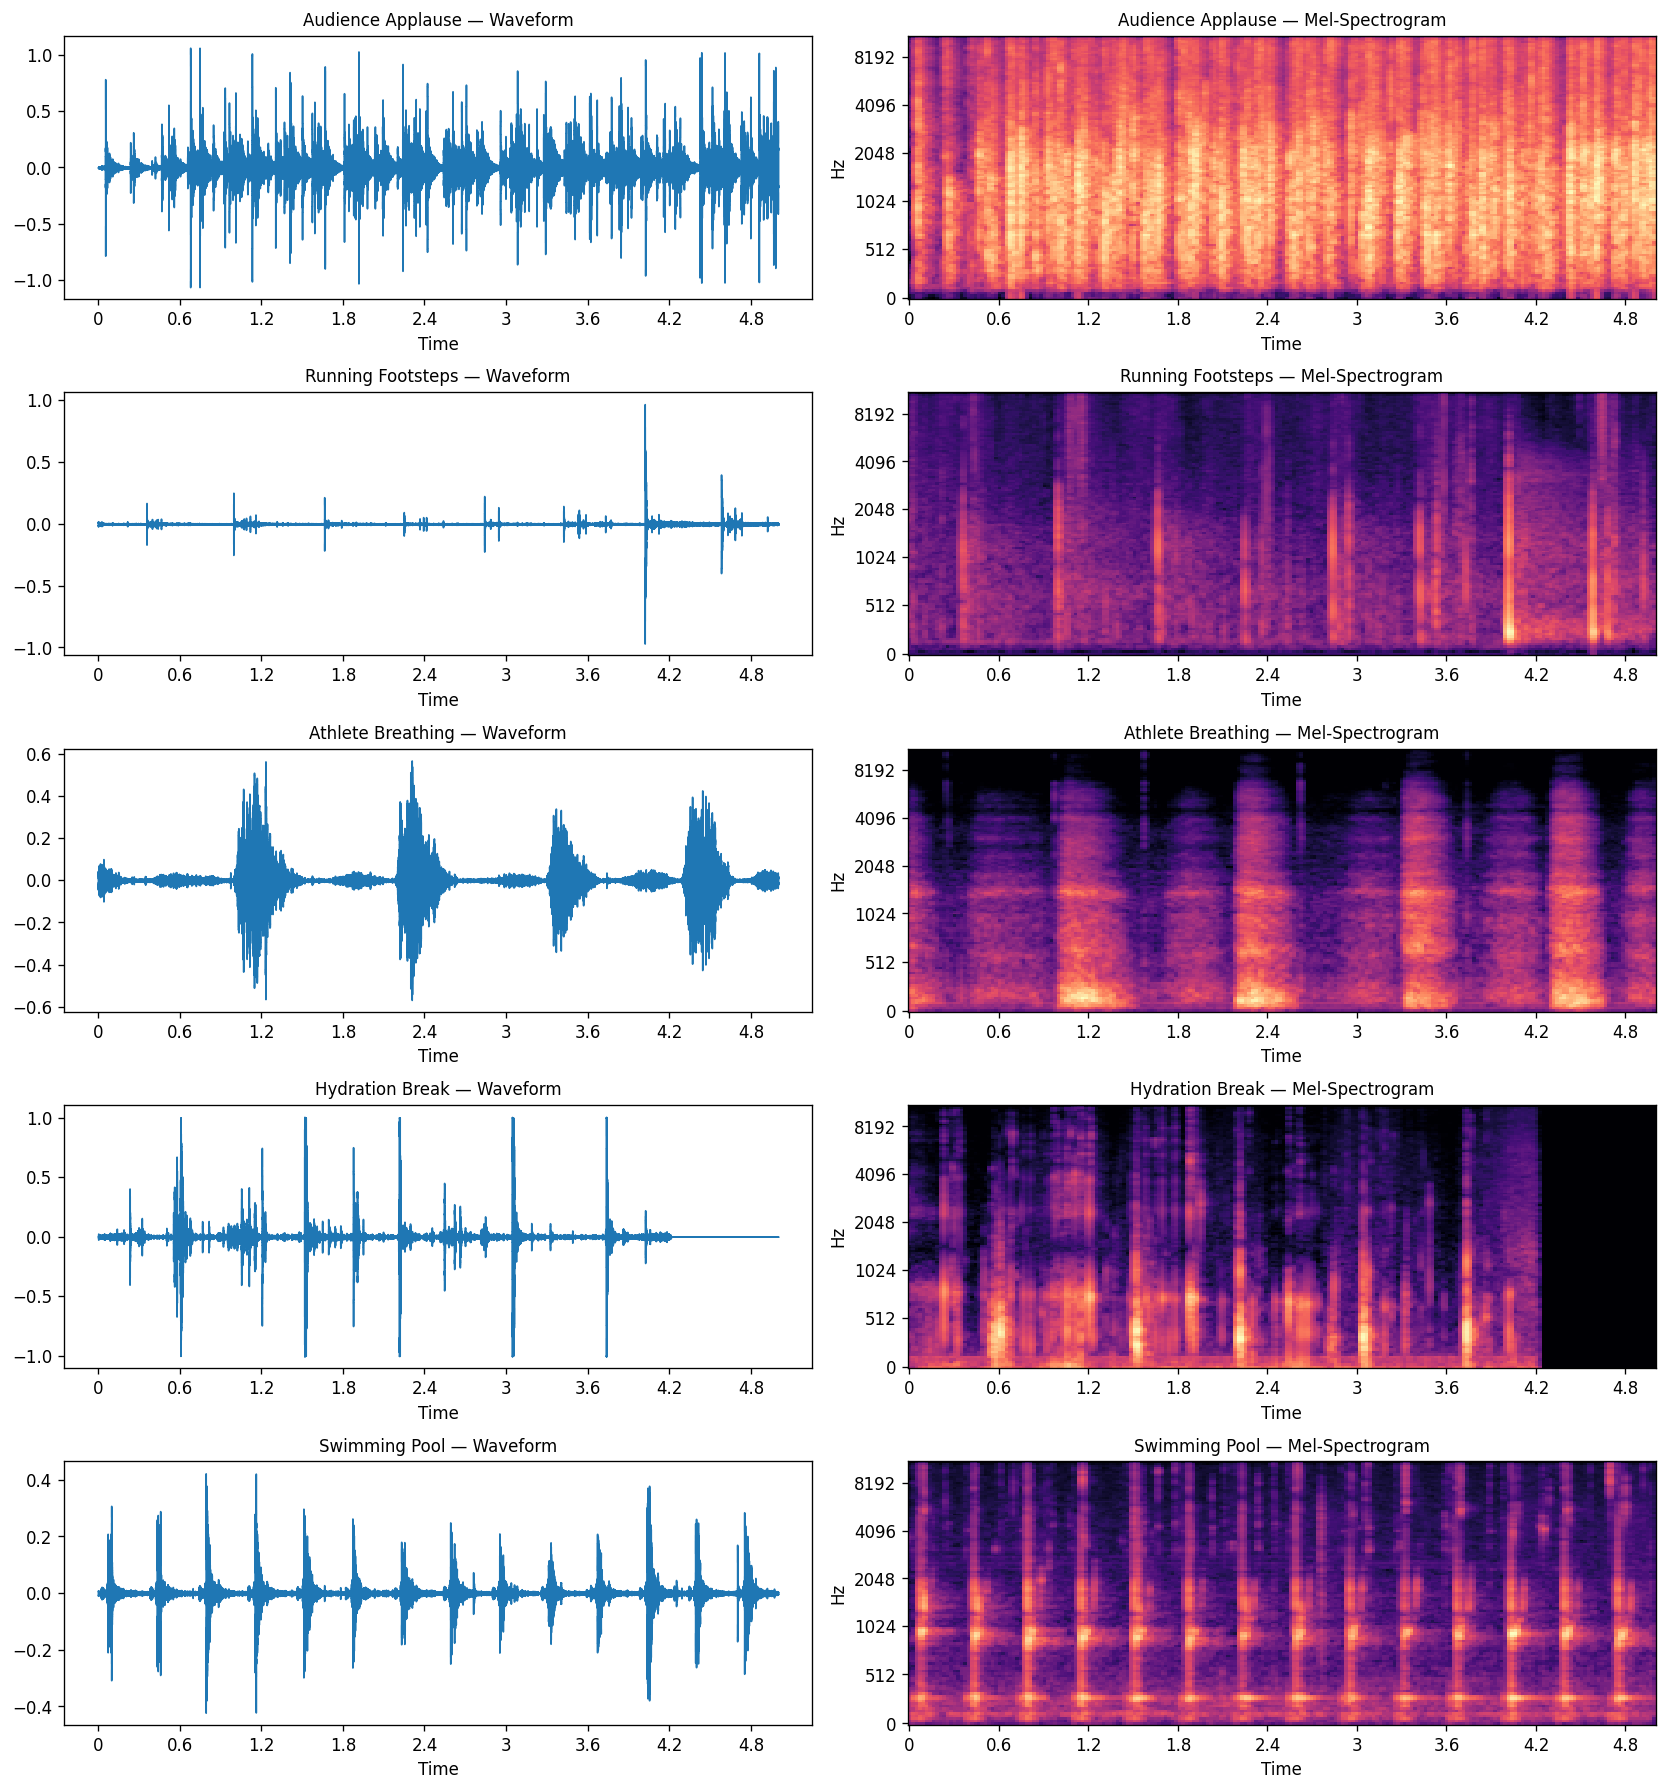 Audience Applause — Waveform
1.0
0.5
0.0
−0.5
−1.0
0 0.6 1.2 1.8 2.4 3 3.6 4.2 4.8
Time
Audience Applause — Mel-Spectrogram
8192
4096
2048
1024
512
0
Hz
0 0.6 1.2 1.8 2.4 3 3.6 4.2 4.8
Time
Running Footsteps — Waveform
1.0
0.5
0.0
−0.5
−1.0
0 0.6 1.2 1.8 2.4 3 3.6 4.2 4.8
Time
Running Footsteps — Mel-Spectrogram
8192
4096
2048
1024
512
0
Hz
0 0.6 1.2 1.8 2.4 3 3.6 4.2 4.8
Time
Athlete Breathing — Waveform
0.6
0.4
0.2
0.0
−0.2
−0.4
−0.6
0 0.6 1.2 1.8 2.4 3 3.6 4.2 4.8
Time
Athlete Breathing — Mel-Spectrogram
8192
4096
2048
1024
512
0
Hz
0 0.6 1.2 1.8 2.4 3 3.6 4.2 4.8
Time
Hydration Break — Waveform
1.0
0.5
0.0
−0.5
−1.0
0 0.6 1.2 1.8 2.4 3 3.6 4.2 4.8
Time
Hydration Break — Mel-Spectrogram
8192
4096
2048
1024
512
0
Hz
0 0.6 1.2 1.8 2.4 3 3.6 4.2 4.8
Time
Swimming Pool — Waveform
0.4
0.2
0.0
−0.2
−0.4
0 0.6 1.2 1.8 2.4 3 3.6 4.2 4.8
Time
Swimming Pool — Mel-Spectrogram
8192
4096
2048
1024
512
0
Hz
0 0.6 1.2 1.8 2.4 3 3.6 4.2 4.8
Time